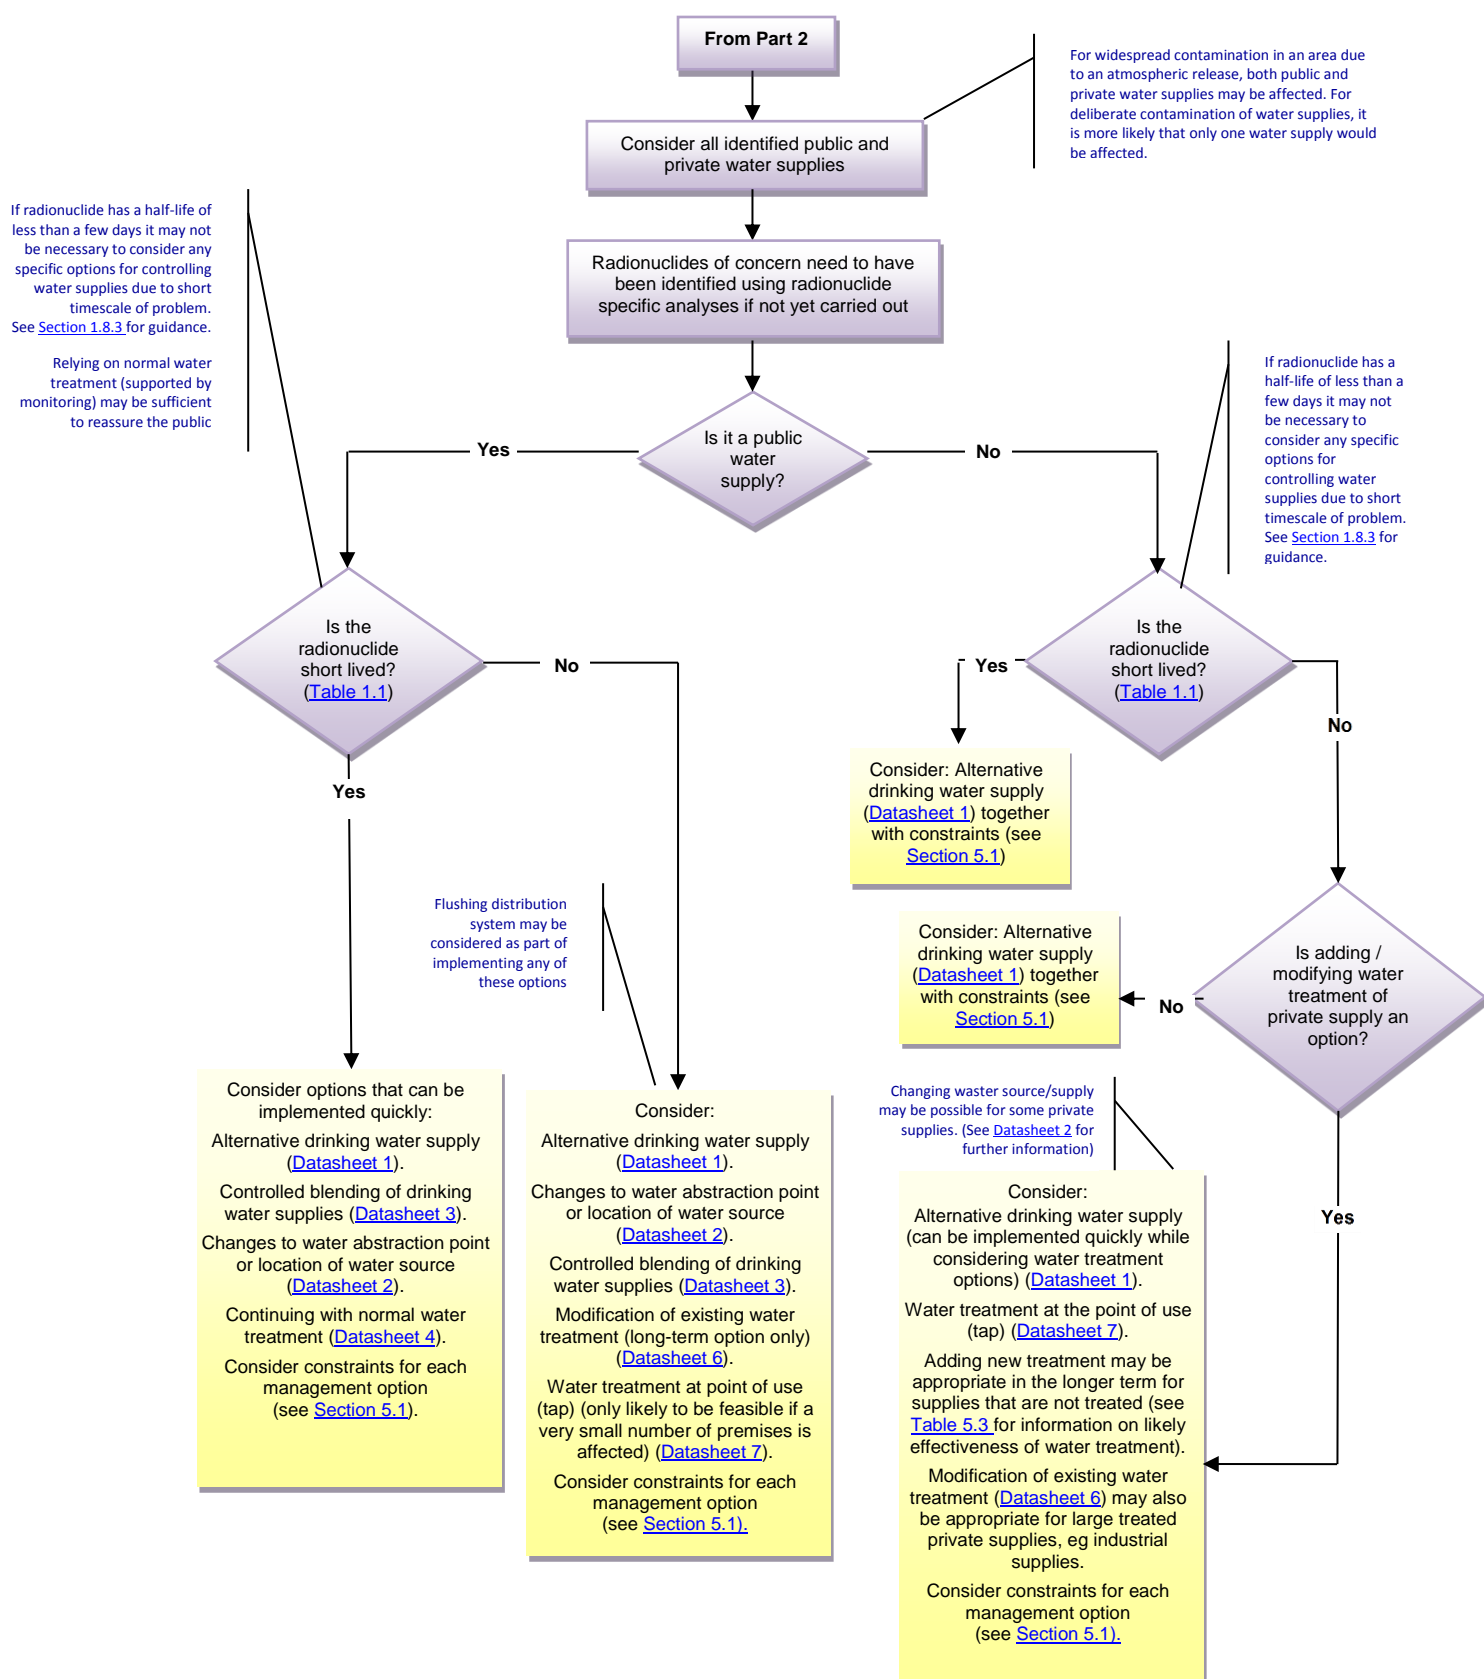 From Part 2
For widespread contamination in an area due
to an atmospheric release, both public and
private water supplies may be affected. For
deliberate contamination of water supplies, it
is more likely that only one water supply would
be affected.
Consider all identified public and
private water supplies
If radionuclide has a half-life of
less than a few days it may not
be necessary to consider any
specific options for controlling
water supplies due to short
timescale of problem.
See Section 1.8.3 for guidance.
Relying on normal water
treatment (supported by
monitoring) may be sufficient
to reassure the public
Radionuclides of concern need to have
been identified using radionuclide
specific analyses if not yet carried out
If radionuclide has a
half-life of less than a
few days it may not
be necessary to
consider any specific
options for
controlling water
supplies due to short
timescale of problem.
See Section 1.8.3 for
guidance.
Is it a public
water
supply?
Yes
No
Is the
radionuclide
short lived?
(Table 1.1)
No
Yes
Is the
radionuclide
short lived?
(Table 1.1)
Yes
No
Consider: Alternative
drinking water supply
(Datasheet 1) together
with constraints (see
Section 5.1)
Flushing distribution
system may be
considered as part of
implementing any of
these options
Consider: Alternative
drinking water supply
(Datasheet 1) together
with constraints (see
Section 5.1)
No
Is adding /
modifying water
treatment of
private supply an
option?
Yes
Consider options that can be
implemented quickly:
Alternative drinking water supply
(Datasheet 1).
Controlled blending of drinking
water supplies (Datasheet 3).
Changes to water abstraction point
or location of water source
(Datasheet 2).
Continuing with normal water
treatment (Datasheet 4).
Consider constraints for each
management option
(see Section 5.1).
Consider:
Alternative drinking water supply
(Datasheet 1).
Changes to water abstraction point
or location of water source
(Datasheet 2).
Controlled blending of drinking
water supplies (Datasheet 3).
Modification of existing water
treatment (long-term option only)
(Datasheet 6).
Water treatment at point of use
(tap) (only likely to be feasible if a
very small number of premises is
affected) (Datasheet 7).
Consider constraints for each
management option
(see Section 5.1).
Changing waster source/supply
may be possible for some private
supplies. (See Datasheet 2 for
further information)
Consider:
Alternative drinking water supply
(can be implemented quickly while
considering water treatment
options) (Datasheet 1).
Water treatment at the point of use
(tap) (Datasheet 7).
Adding new treatment may be
appropriate in the longer term for
supplies that are not treated (see
Table 5.3 for information on likely
effectiveness of water treatment).
Modification of existing water
treatment (Datasheet 6) may also
be appropriate for large treated
private supplies, eg industrial
supplies.
Consider constraints for each
management option
(see Section 5.1).